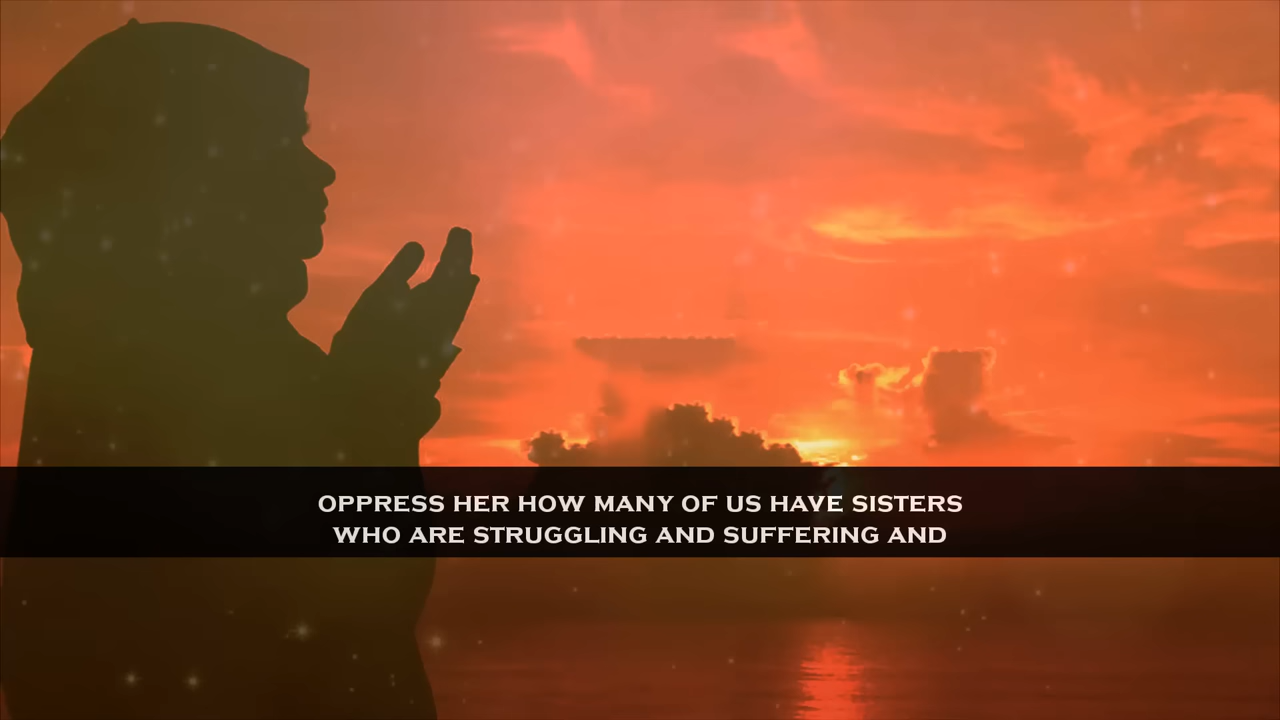 OPPRESS HER HOW MANY OF US HAVE SISTERS
WHO ARE STRUGGLING AND SUFFERING AND